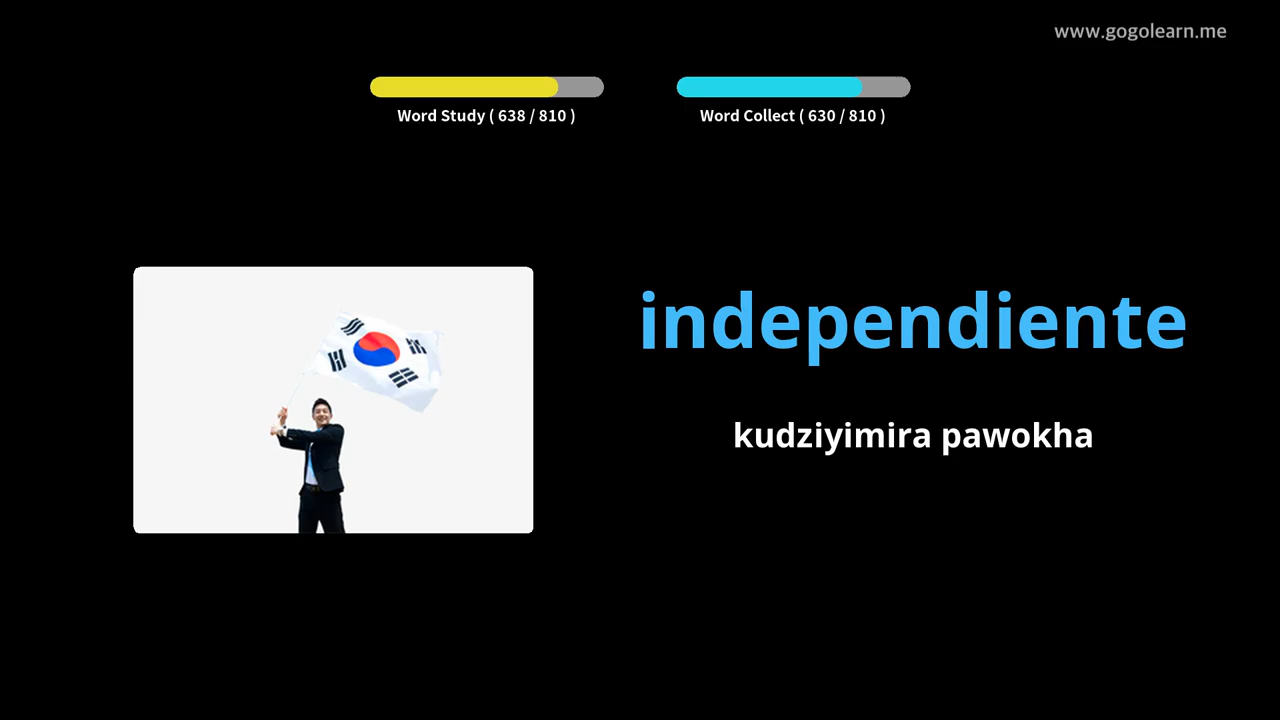 www.gogolearn.me
Word Study ( 638 / 810 )
Word Collect ( 630 / 810 )
independiente
kudziyimira pawokha